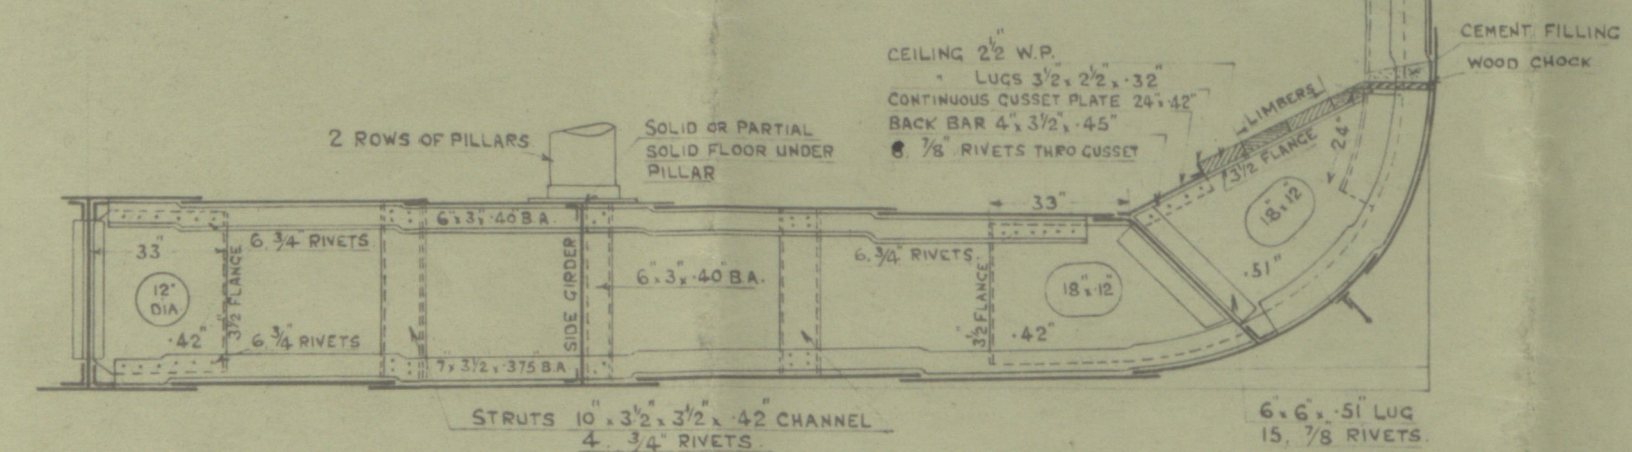 CEMENT FILLING
WOOD CHOCK
CEILING 2½" W.P.
" LUGS 3½" x 2½" x ·32"
CONTINUOUS GUSSET PLATE 24" x ·42"
BACK BAR 4" x 3½" x ·45"
8. ⅞" RIVETS THRO GUSSET
LIMBERS
3½ FLANGE
24"
18" x 12"
·51"
2 ROWS OF PILLARS
SOLID OR PARTIAL
SOLID FLOOR UNDER
PILLAR
33"
6" x 3" x ·40" B.A.
6. ¾" RIVETS
33"
12"
DIA
3½ FLANGE
·42"
6. ¾" RIVETS
SIDE GIRDER
6" x 3" x ·40" B.A.
6. ¾" RIVETS.
3½" FLANGE
18" x 12"
·42"
7" x 3½ x ·375" B.A
STRUTS 10" x 3½" x 3½" x ·42" CHANNEL
4. ¾" RIVETS.
6" x 6" x ·51" LUG
15. ⅞ RIVETS.